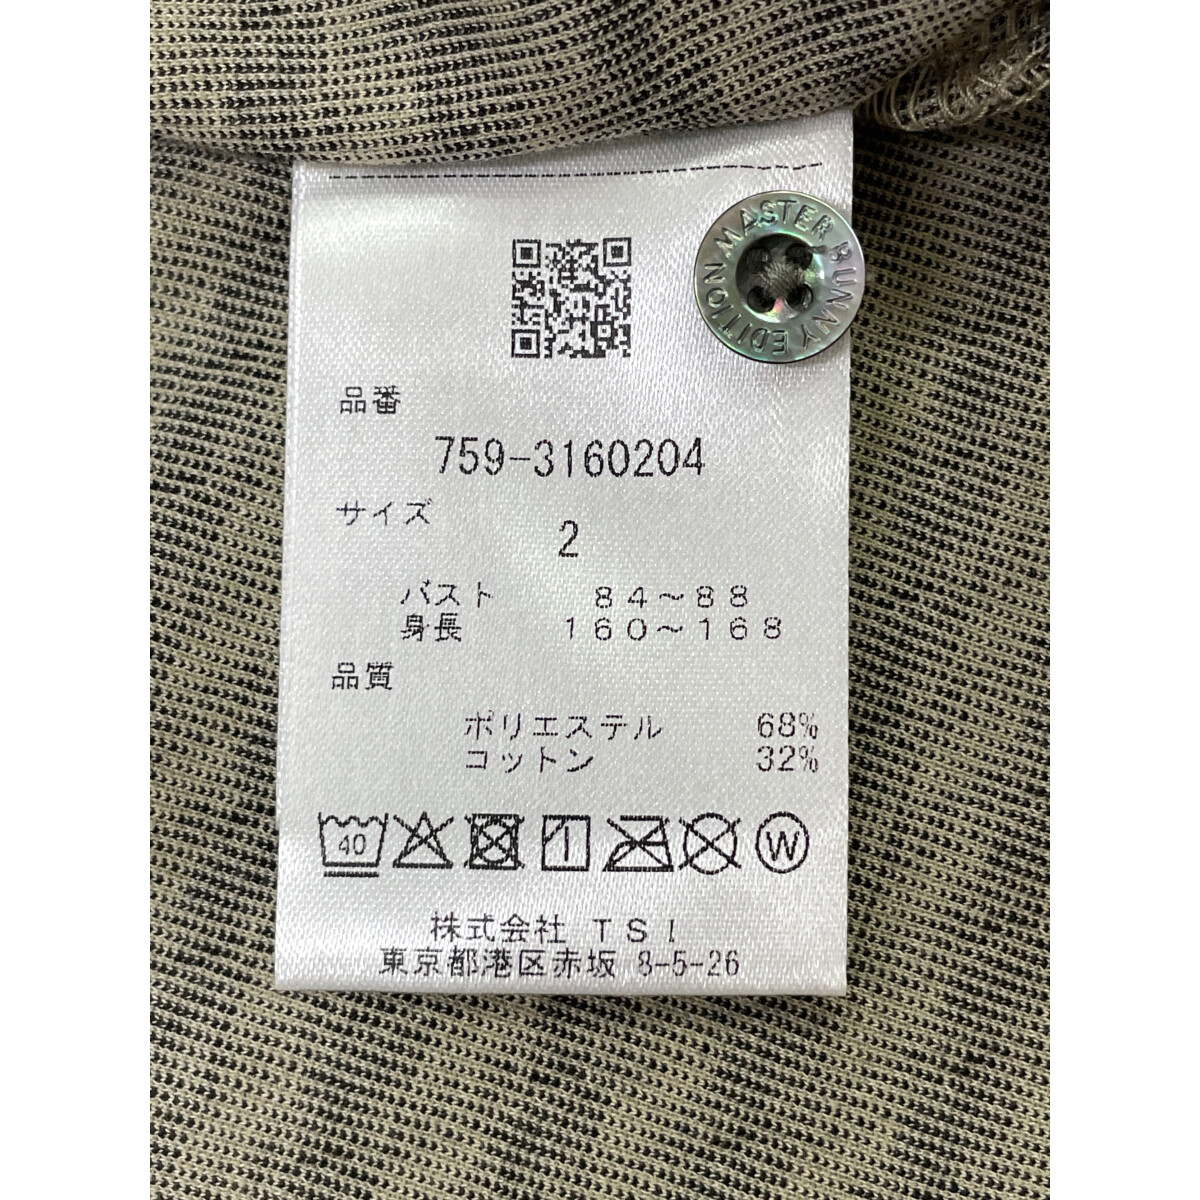 MASTER BUNNY EDITION
品番
759-3160204
サイズ
2
バスト 84～88
身長 160～168
品質
ポリエステル 68%
コットン 32%
40
W
株式会社 TSI
東京都港区赤坂 8-5-26